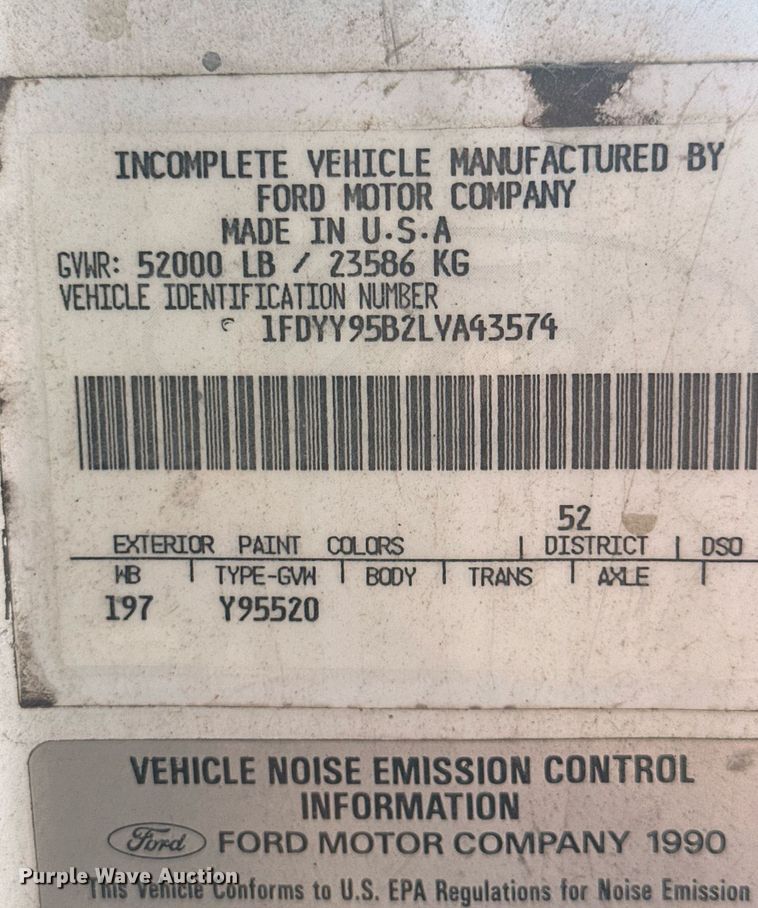 INCOMPLETE VEHICLE MANUFACTURED BY
FORD MOTOR COMPANY
MADE IN U.S.A
GVWR: 52000 LB / 23586 KG
VEHICLE IDENTIFICATION NUMBER
1FDYY95B2LVA43574
52
EXTERIOR PAINT COLORS | DISTRICT | DSO
WB | TYPE-GVW | BODY | TRANS | AXLE |
197 Y95520
VEHICLE NOISE EMISSION CONTROL
INFORMATION
Ford FORD MOTOR COMPANY 1990
This Vehicle Conforms to U.S. EPA Regulations for Noise Emission
Purple Wave Auction